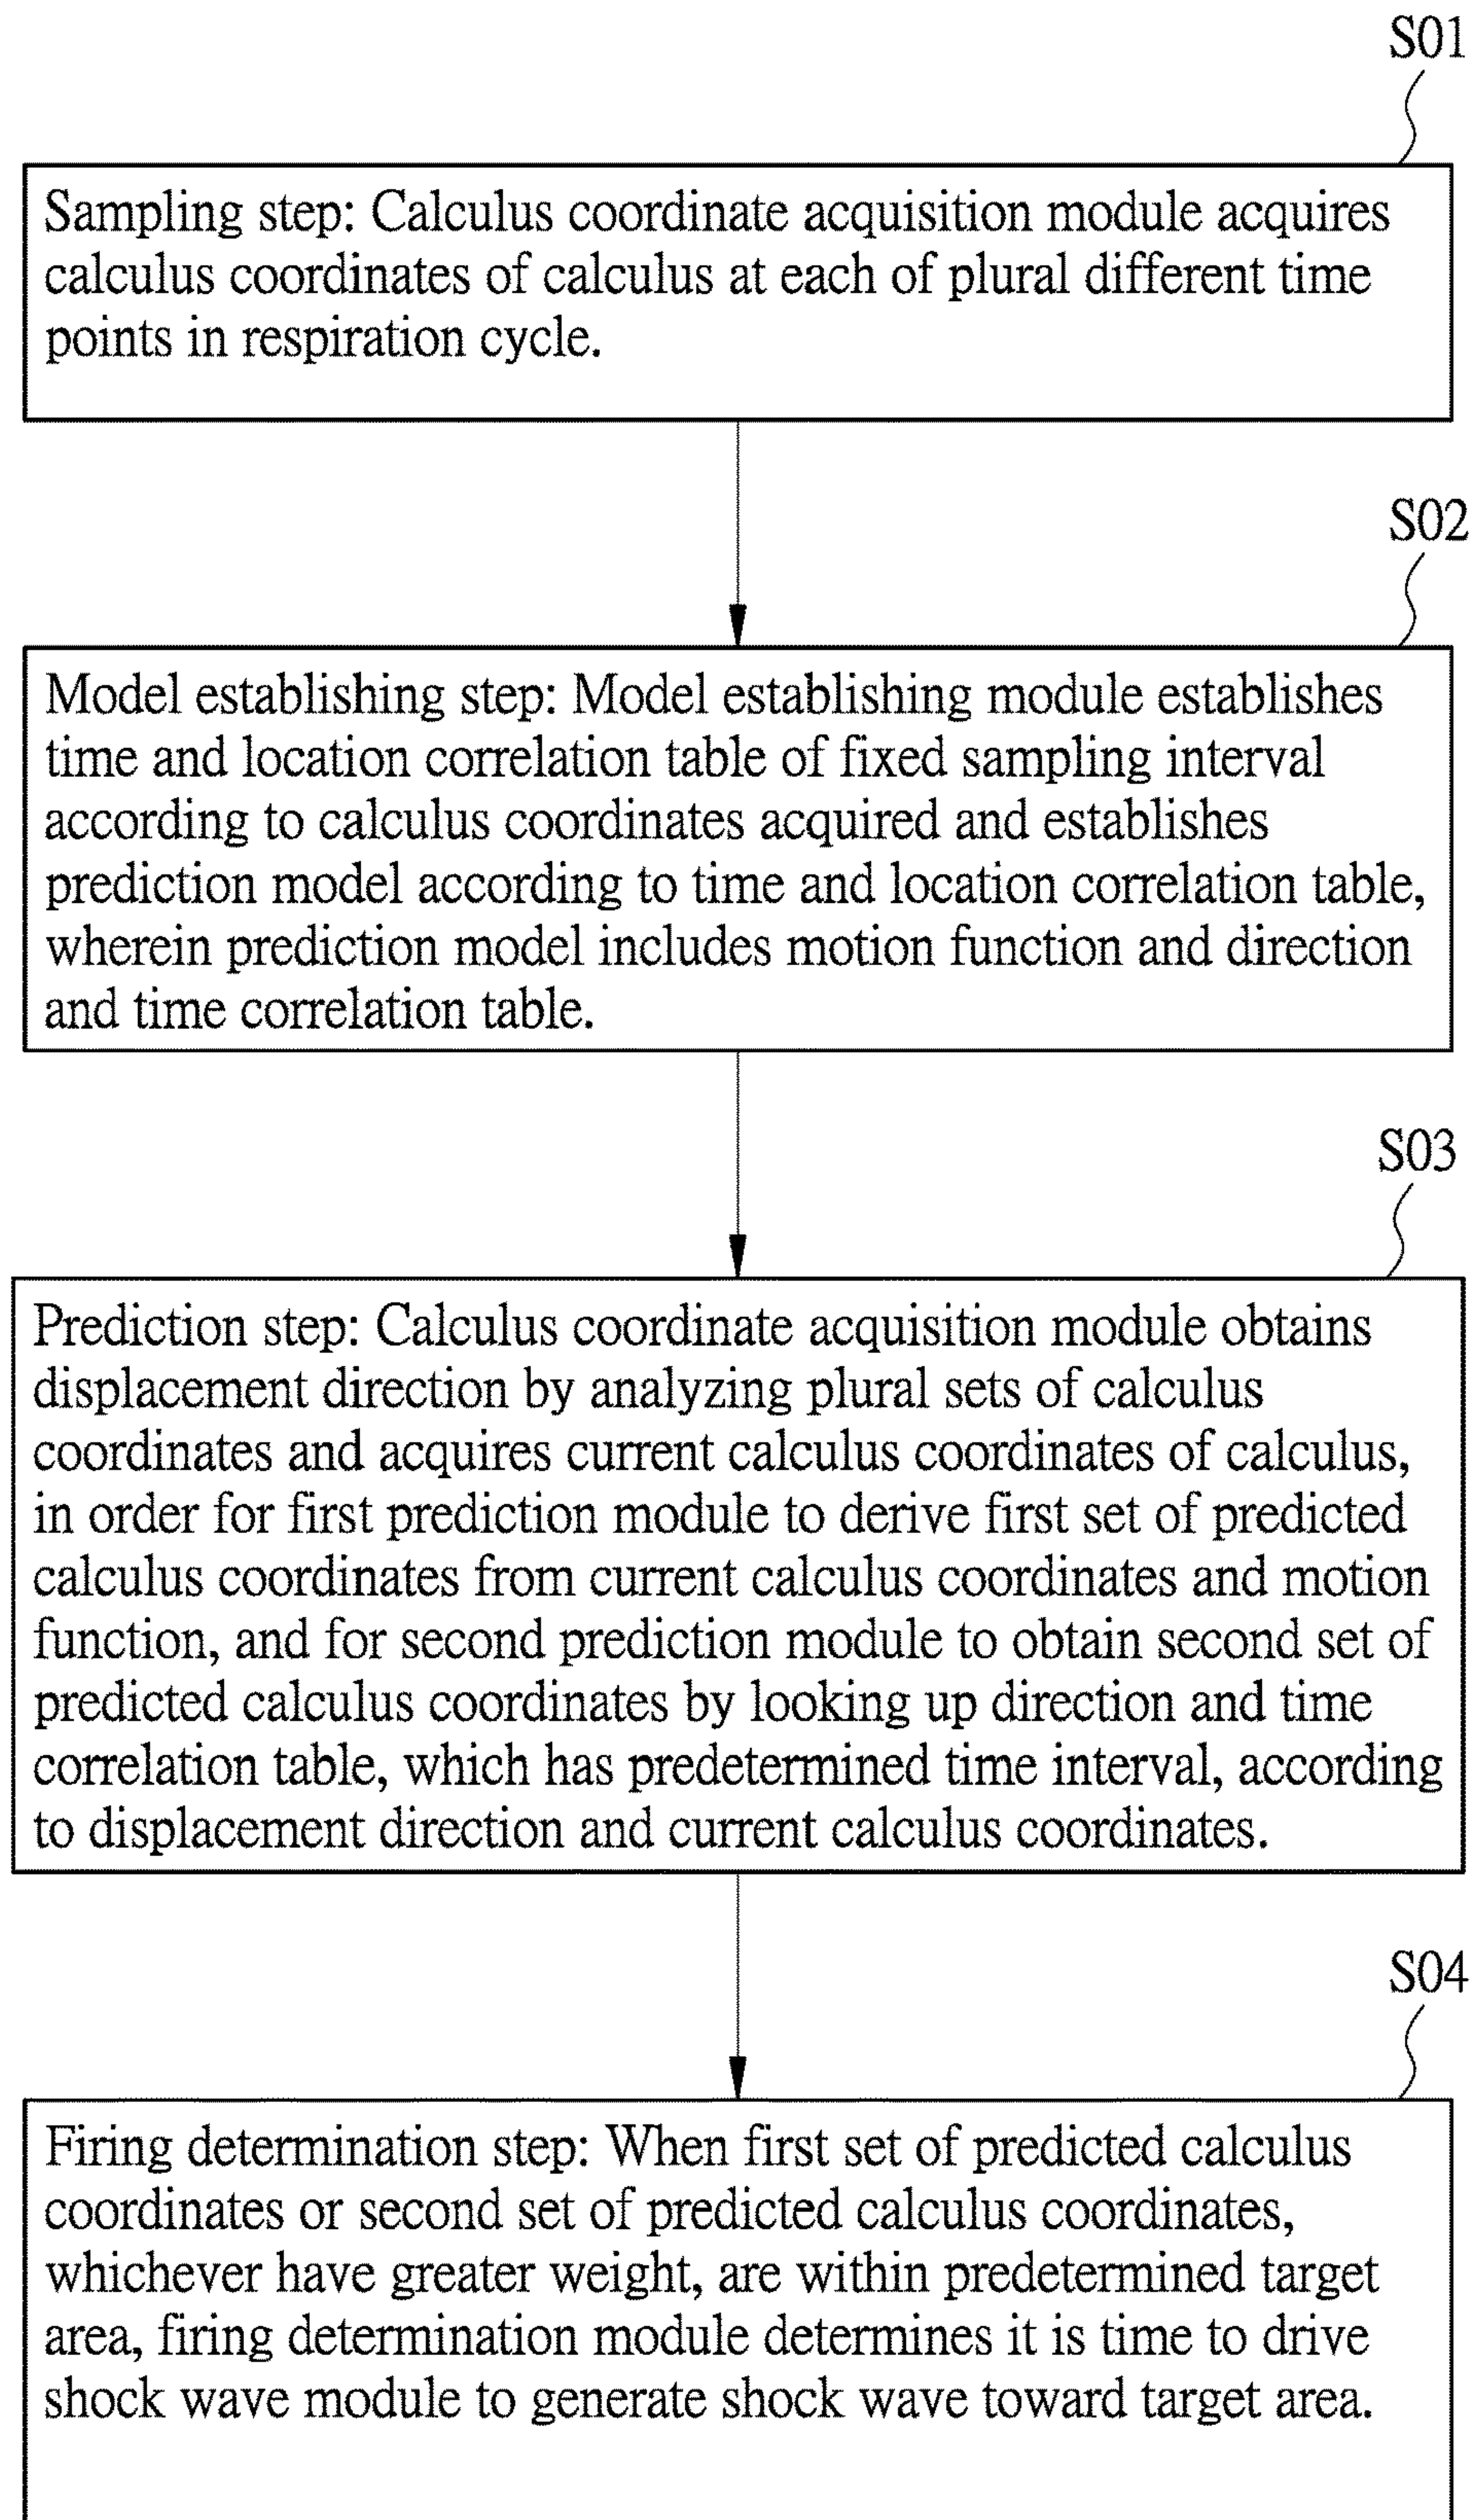 S01
Sampling step: Calculus coordinate acquisition module acquires
calculus coordinates of calculus at each of plural different time
points in respiration cycle.
S02
Model establishing step: Model establishing module establishes
time and location correlation table of fixed sampling interval
according to calculus coordinates acquired and establishes
prediction model according to time and location correlation table,
wherein prediction model includes motion function and direction
and time correlation table.
S03
Prediction step: Calculus coordinate acquisition module obtains
displacement direction by analyzing plural sets of calculus
coordinates and acquires current calculus coordinates of calculus,
in order for first prediction module to derive first set of predicted
calculus coordinates from current calculus coordinates and motion
function, and for second prediction module to obtain second set of
predicted calculus coordinates by looking up direction and time
correlation table, which has predetermined time interval, according
to displacement direction and current calculus coordinates.
S04
Firing determination step: When first set of predicted calculus
coordinates or second set of predicted calculus coordinates,
whichever have greater weight, are within predetermined target
area, firing determination module determines it is time to drive
shock wave module to generate shock wave toward target area.